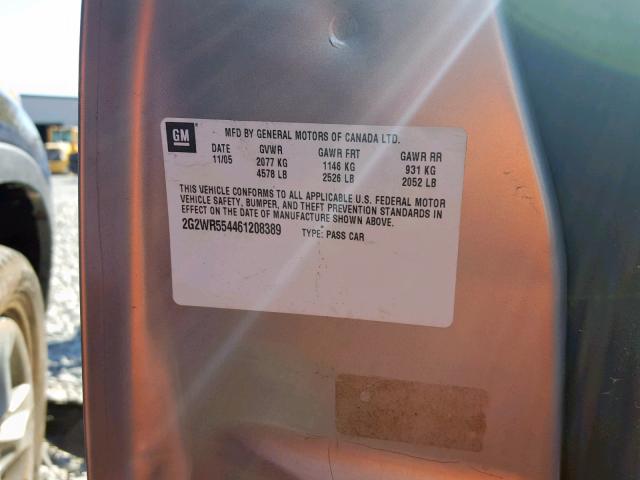 GM
MFD BY GENERAL MOTORS OF CANADA LTD.
DATE GVWR GAWR FRT GAWR RR
11/05 2077 KG 1146 KG 931 KG
4578 LB 2526 LB 2052 LB
THIS VEHICLE CONFORMS TO ALL APPLICABLE U.S. FEDERAL MOTOR
VEHICLE SAFETY, BUMPER, AND THEFT PREVENTION STANDARDS IN
EFFECT ON THE DATE OF MANUFACTURE SHOWN ABOVE.
2G2WR554461208389 TYPE: PASS CAR